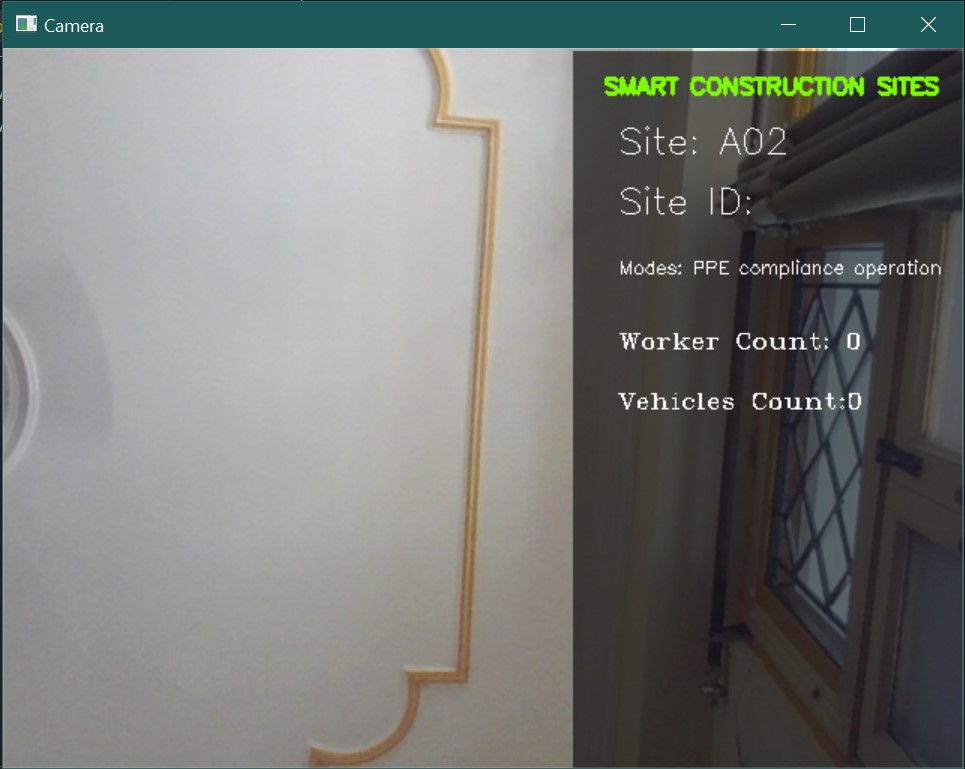 Camera
SMART CONSTRUCTION SITES
Site: A02
Site ID:
Modes: PPE compliance operation
Worker Count: 0
Vehicles Count:0